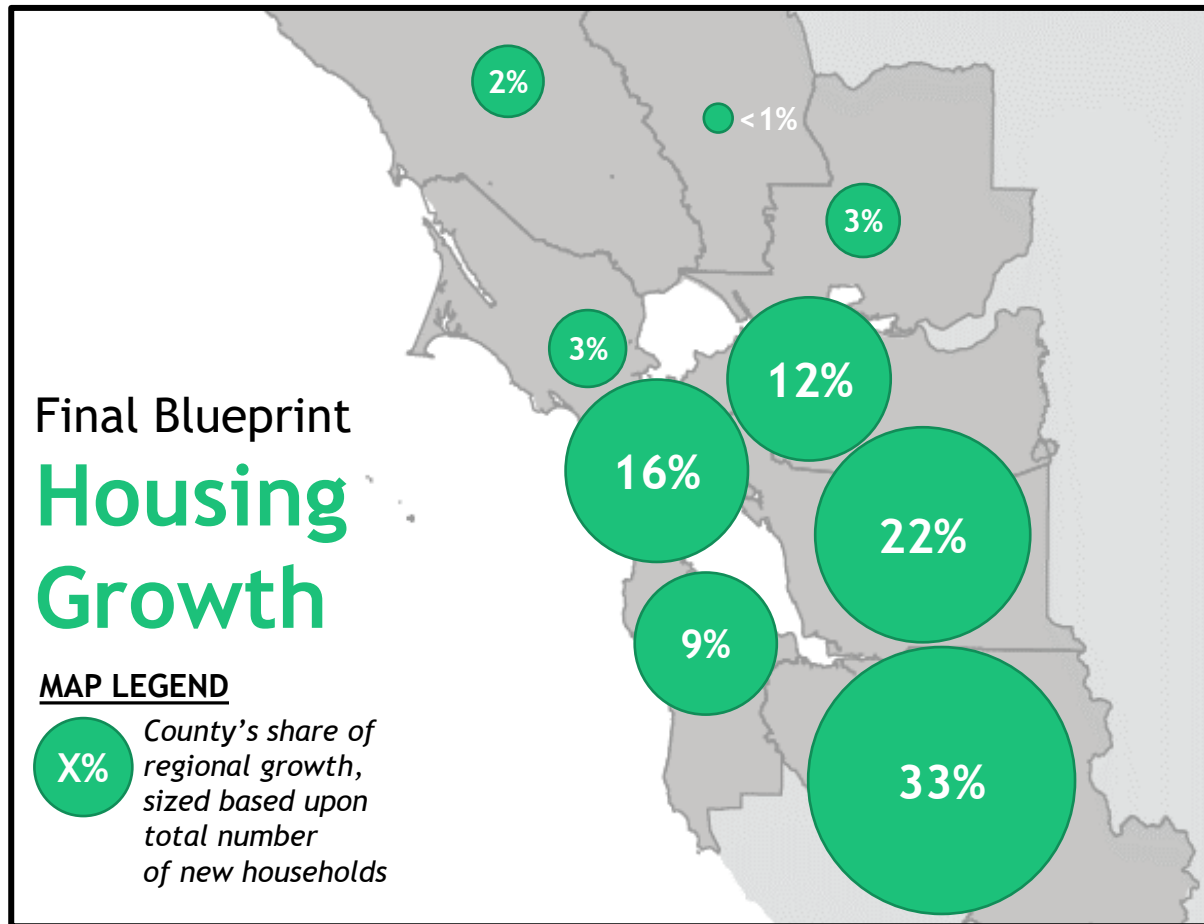 2%
<1%
3%
3%
12%
16%
22%
9%
33%
Final Blueprint
Housing
Growth
MAP LEGEND
X%
County’s share of
regional growth,
sized based upon
total number
of new households